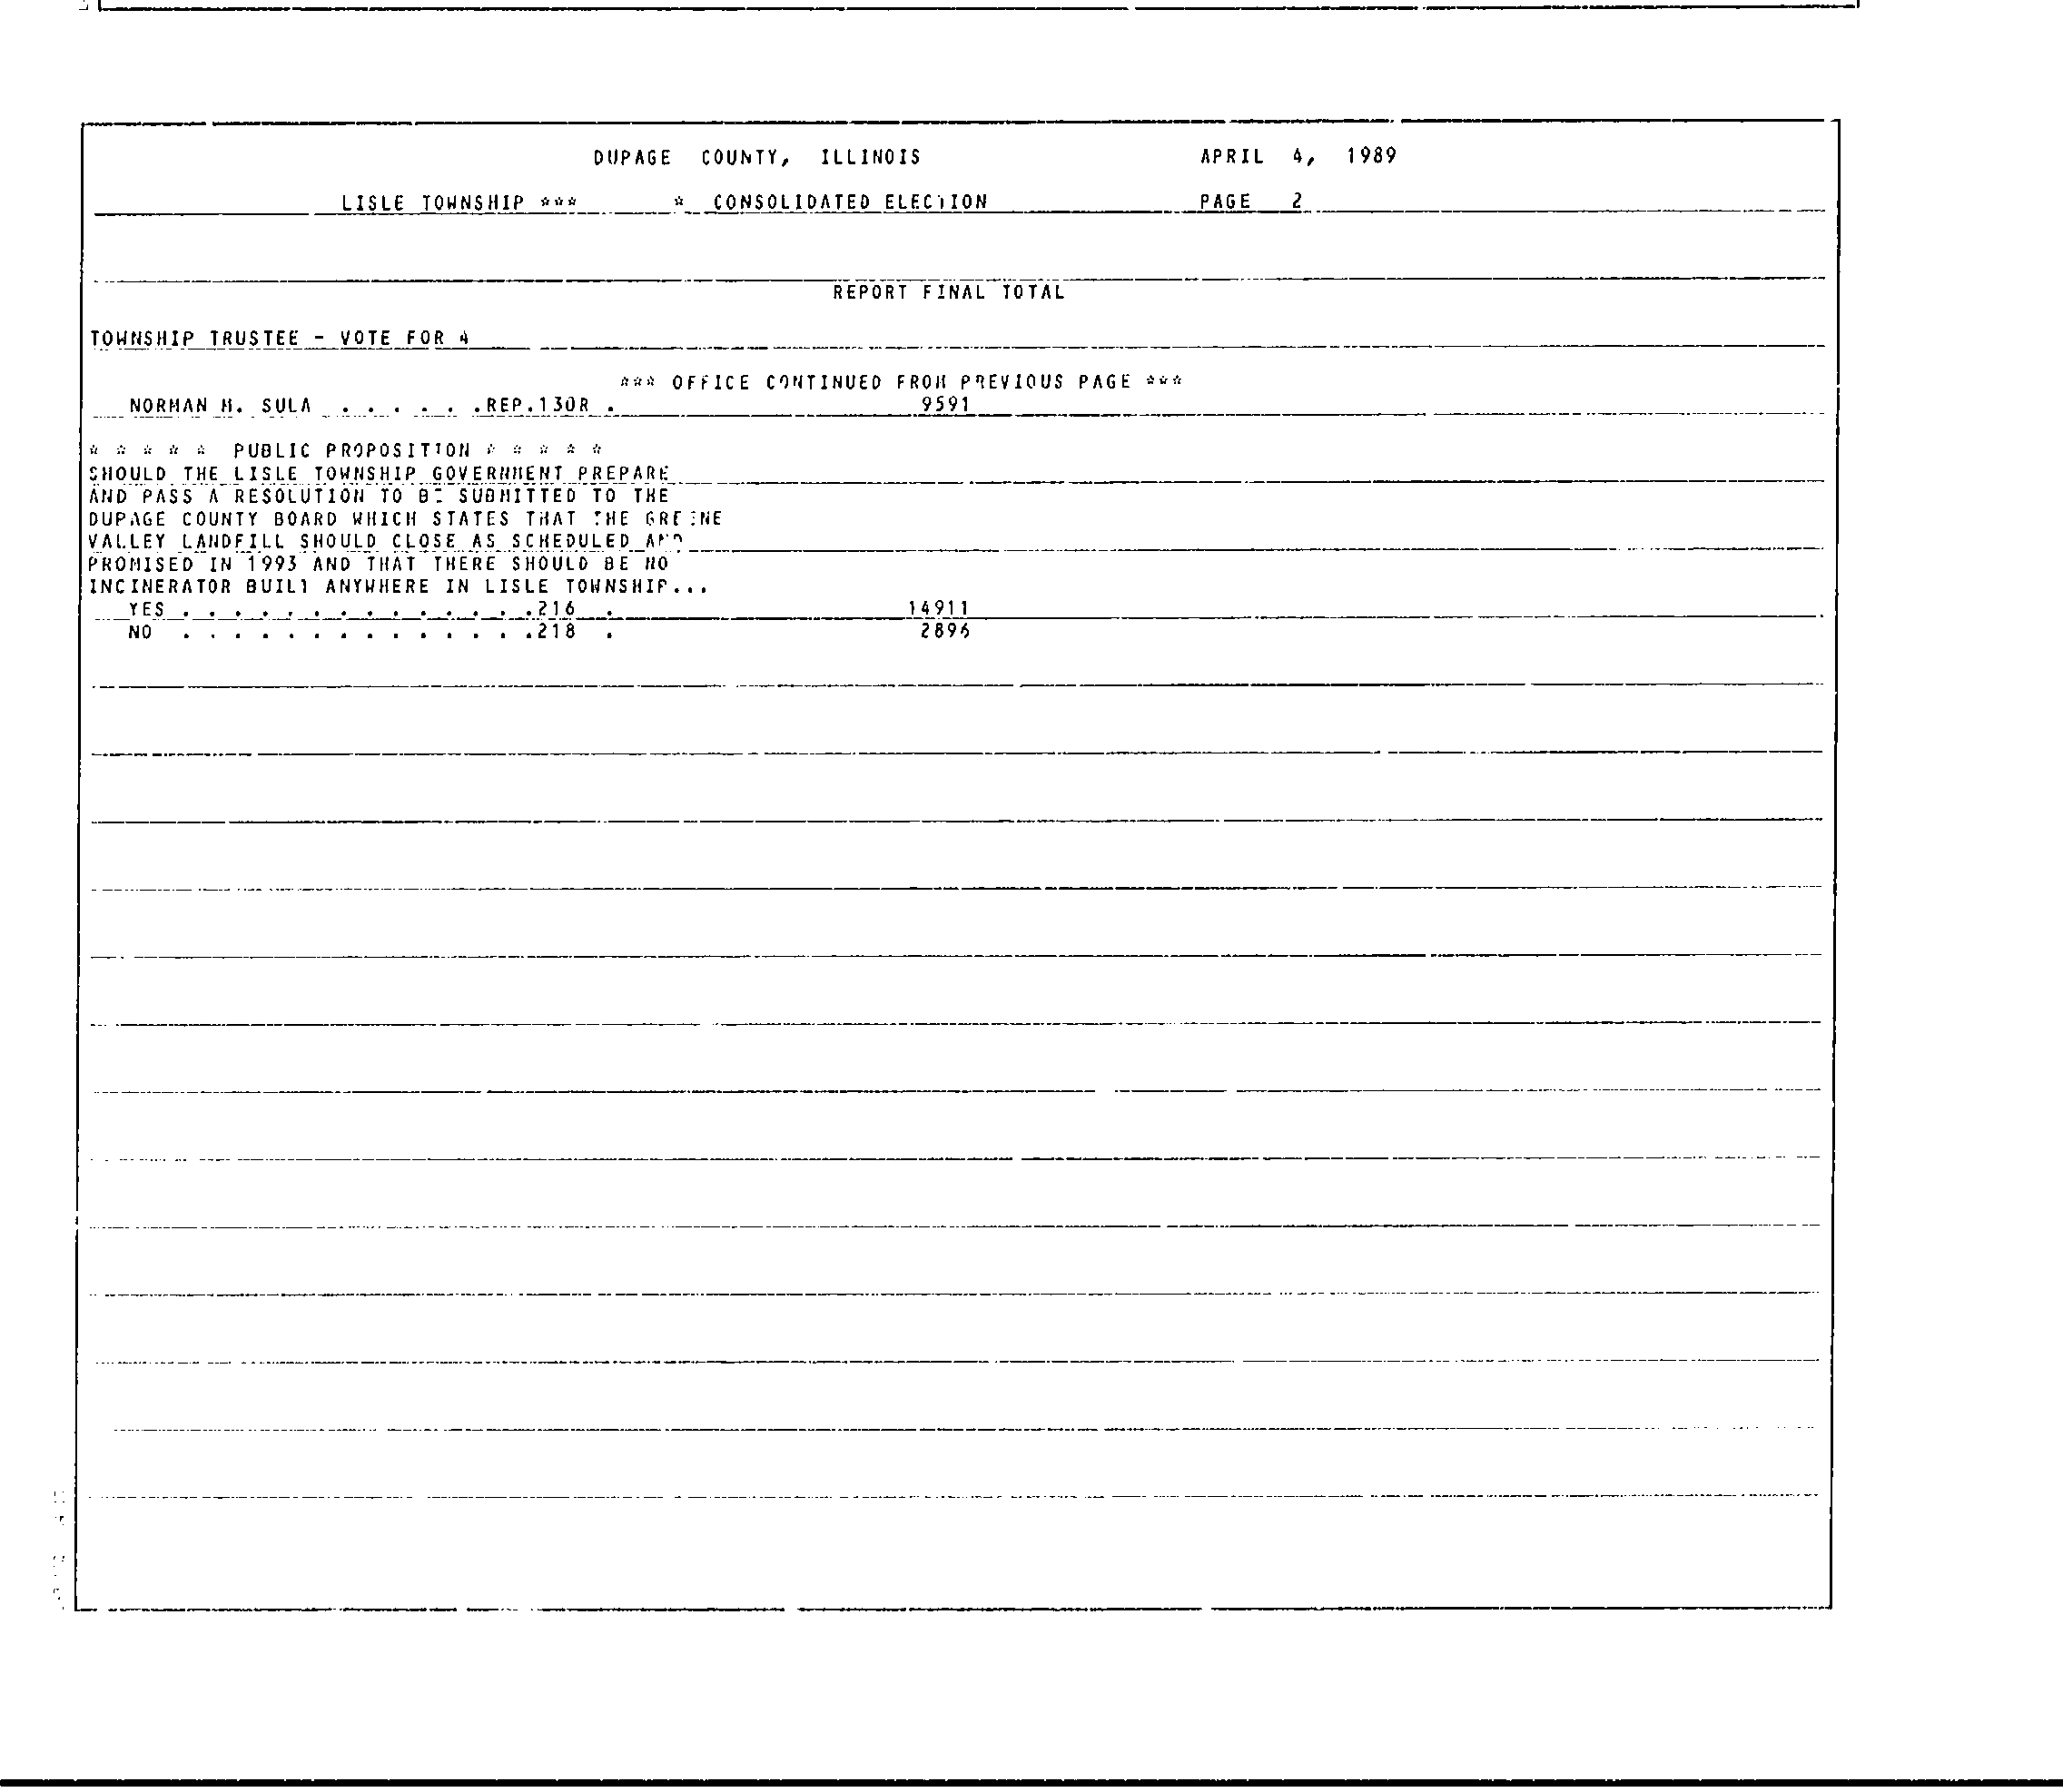 DUPAGE COUNTY, ILLINOIS APRIL 4, 1989
LISLE TOWNSHIP *** * CONSOLIDATED ELECTION PAGE 2
REPORT FINAL TOTAL
TOWNSHIP TRUSTEE - VOTE FOR 4
*** OFFICE CONTINUED FROM PREVIOUS PAGE ***
NORMAN M. SULA . . . . . .REP.130R . 9591
* * * * * PUBLIC PROPOSITION * * * * *
SHOULD THE LISLE TOWNSHIP GOVERNMENT PREPARE
AND PASS A RESOLUTION TO BE SUBMITTED TO THE
DUPAGE COUNTY BOARD WHICH STATES THAT THE GREENE
VALLEY LANDFILL SHOULD CLOSE AS SCHEDULED AND
PROMISED IN 1993 AND THAT THERE SHOULD BE NO
INCINERATOR BUILT ANYWHERE IN LISLE TOWNSHIP...
YES . . . . . . . . . . . . . .216 . 14911
NO . . . . . . . . . . . . . .218 . 2896